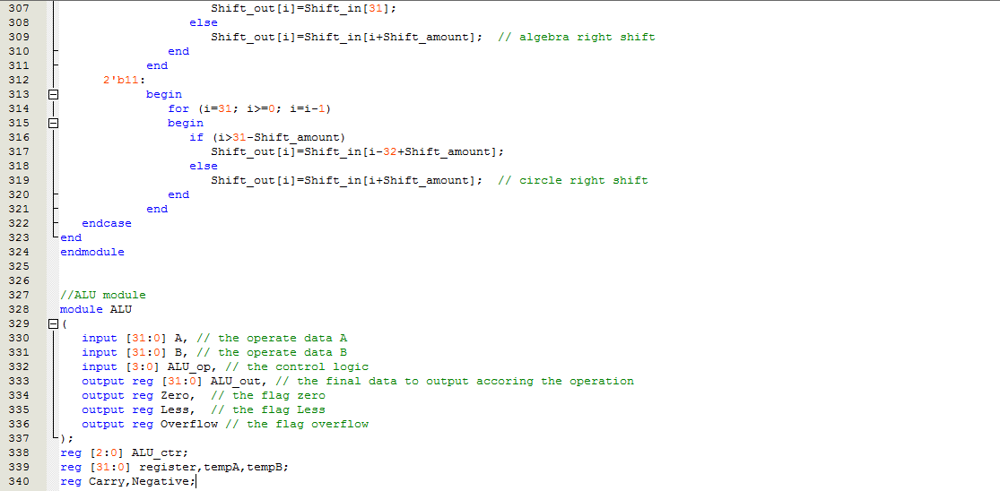 307 Shift_out[i]=Shift_in[31];
308 else
309 Shift_out[i]=Shift_in[i+Shift_amount];  // algebra right shift
310 end
311 end
312 2'b11:
313 begin
314 for (i=31; i>=0; i=i-1)
315 begin
316 if (i>31-Shift_amount)
317 Shift_out[i]=Shift_in[i-32+Shift_amount];
318 else
319 Shift_out[i]=Shift_in[i+Shift_amount];  // circle right shift
320 end
321 end
322 endcase
323 end
324 endmodule
325
326
327 //ALU module
328 module ALU
329 (
330 input [31:0] A, // the operate data A
331 input [31:0] B, // the operate data B
332 input [3:0] ALU_op, // the control logic
333 output reg [31:0] ALU_out, // the final data to output accoring the operation
334 output reg Zero,  // the flag zero
335 output reg Less,  // the flag Less
336 output reg Overflow // the flag overflow
337 );
338 reg [2:0] ALU_ctr;
339 reg [31:0] register,tempA,tempB;
340 reg Carry,Negative;